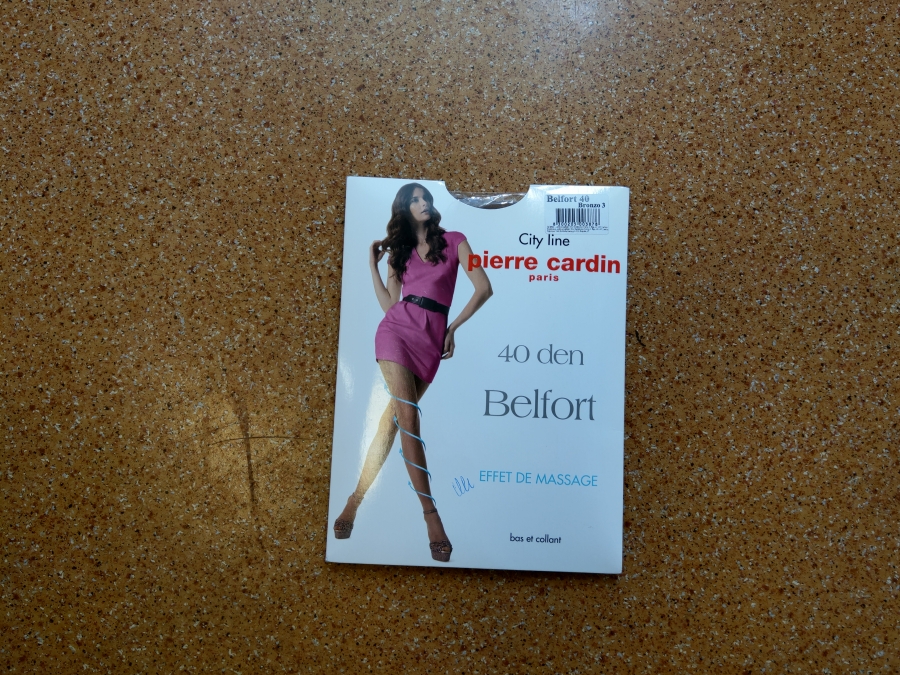 Belfort 40
Bronzo 3
City line
pierre cardin
paris
40 den
Belfort
EFFET DE MASSAGE
bas et collant